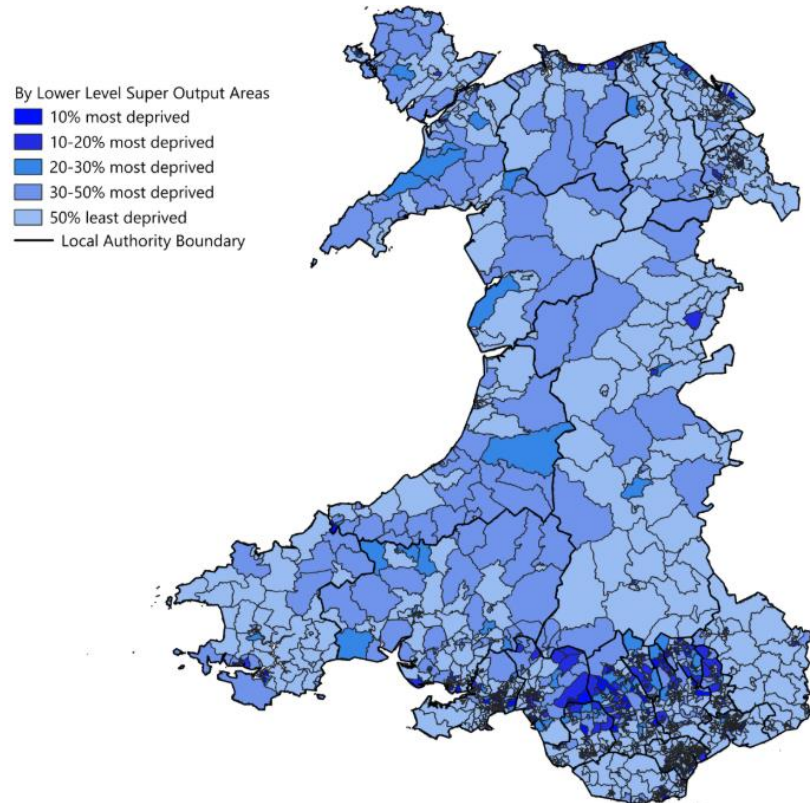 By Lower Level Super Output Areas
10% most deprived
10-20% most deprived
20-30% most deprived
30-50% most deprived
50% least deprived
Local Authority Boundary